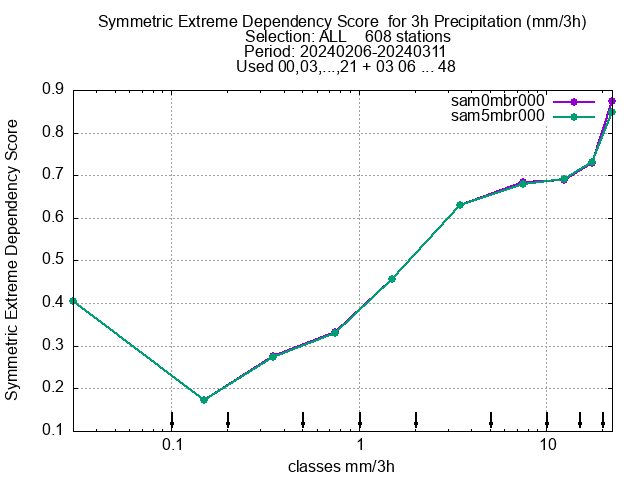 Symmetric Extreme Dependency Score  for 3h Precipitation (mm/3h)
Selection: ALL    608 stations
Period: 20240206-20240311
Used 00,03,...,21 + 03 06 ... 48
sam0mbr000
sam5mbr000
0.9
0.8
0.7
0.6
0.5
0.4
0.3
0.2
0.1
Symmetric Extreme Dependency Score
0.1 1 10
classes mm/3h